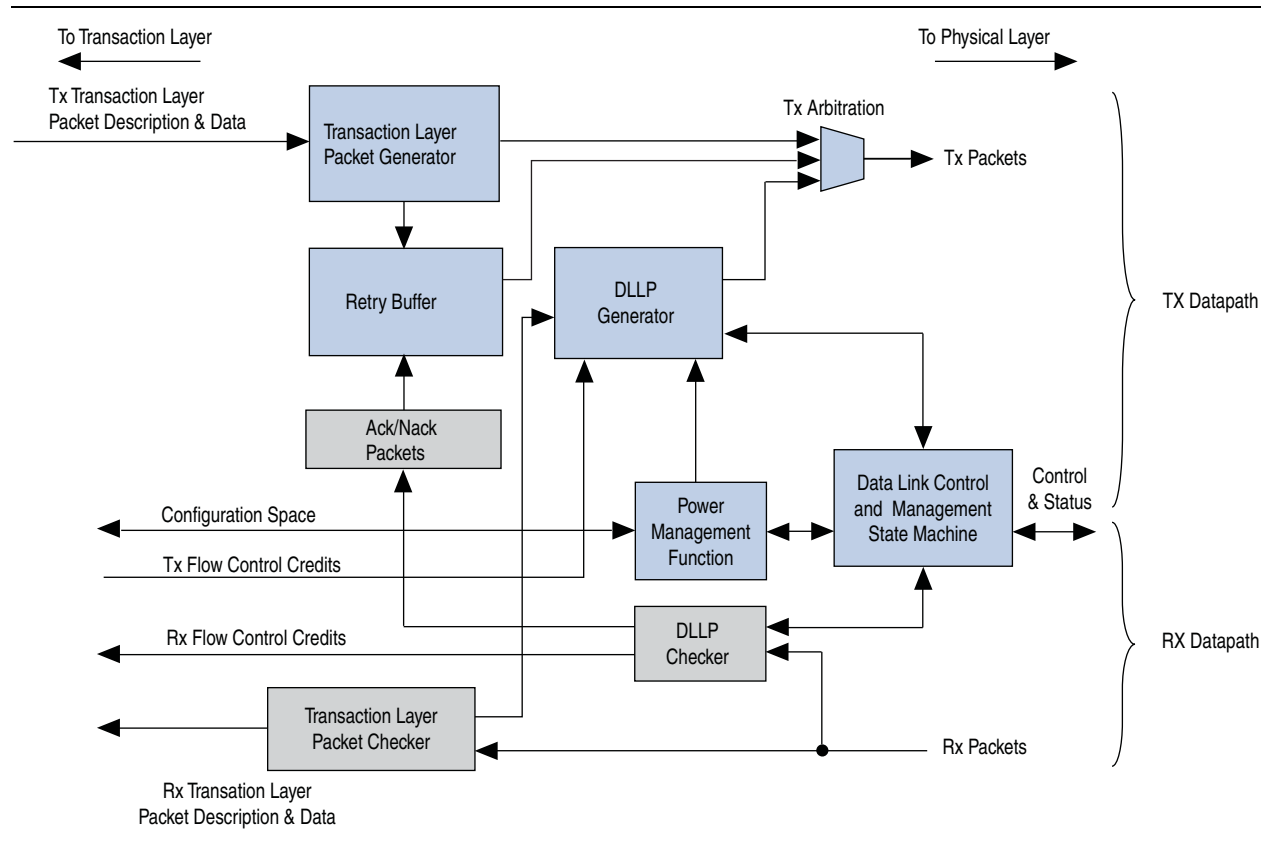 To Transaction Layer
To Physical Layer
Tx Transaction Layer
Packet Description & Data
Transaction Layer
Packet Generator
Tx Arbitration
Tx Packets
Retry Buffer
DLLP
Generator
TX Datapath
Ack/Nack
Packets
Configuration Space
Power
Management
Function
Data Link Control
and Management
State Machine
Control
& Status
Tx Flow Control Credits
Rx Flow Control Credits
DLLP
Checker
RX Datapath
Transaction Layer
Packet Checker
Rx Packets
Rx Transation Layer
Packet Description & Data